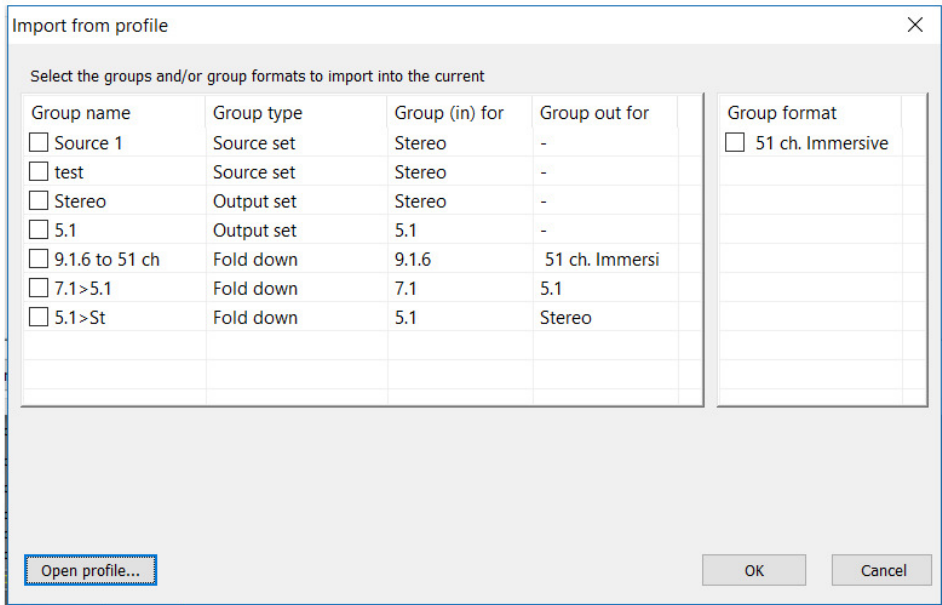 Import from profile
Select the groups and/or group formats to import into the current
Group name Group type Group (in) for Group out for Group format
Source 1 Source set Stereo - 51 ch. Immersive
test Source set Stereo -
Stereo Output set Stereo -
5.1 Output set 5.1 -
9.1.6 to 51 ch Fold down 9.1.6 51 ch. Immersi
7.1>5.1 Fold down 7.1 5.1
5.1>St Fold down 5.1 Stereo
Open profile... OK Cancel